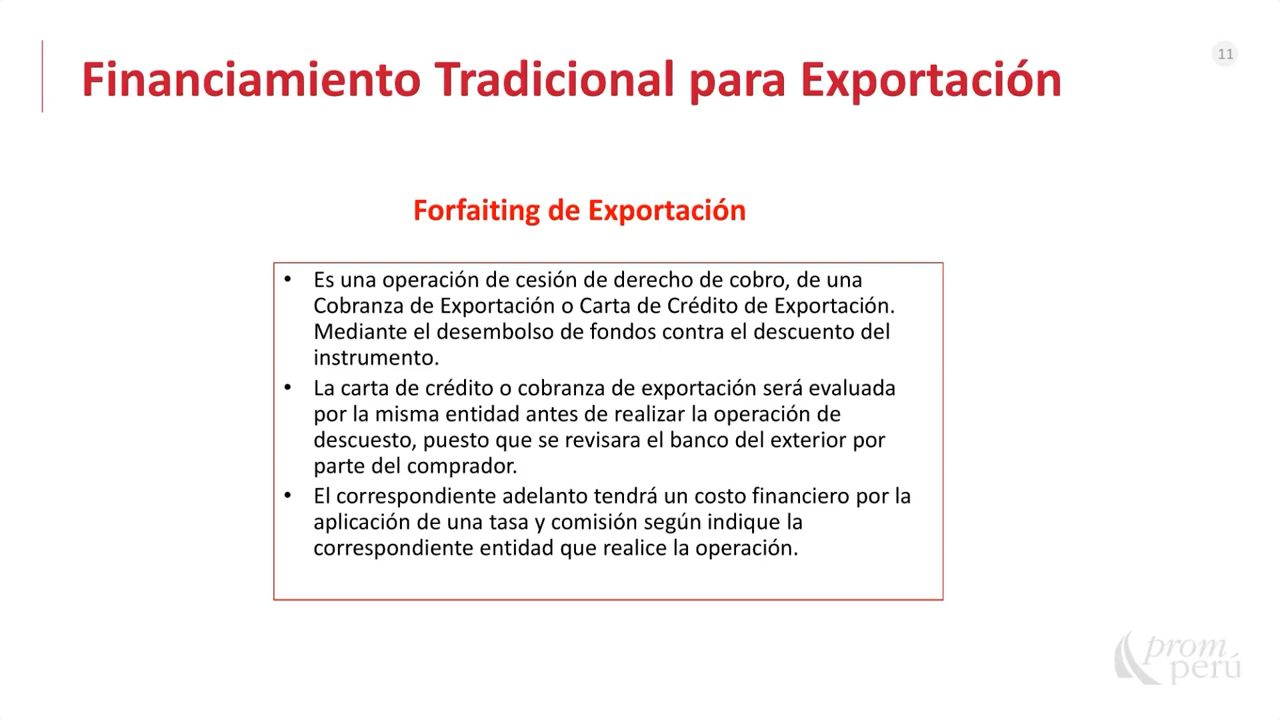 Financiamiento Tradicional para Exportación
11
Forfaiting de Exportación
• Es una operación de cesión de derecho de cobro, de una
Cobranza de Exportación o Carta de Crédito de Exportación.
Mediante el desembolso de fondos contra el descuento del
instrumento.
• La carta de crédito o cobranza de exportación será evaluada
por la misma entidad antes de realizar la operación de
descuesto, puesto que se revisara el banco del exterior por
parte del comprador.
• El correspondiente adelanto tendrá un costo financiero por la
aplicación de una tasa y comisión según indique la
correspondiente entidad que realice la operación.
prom
perú